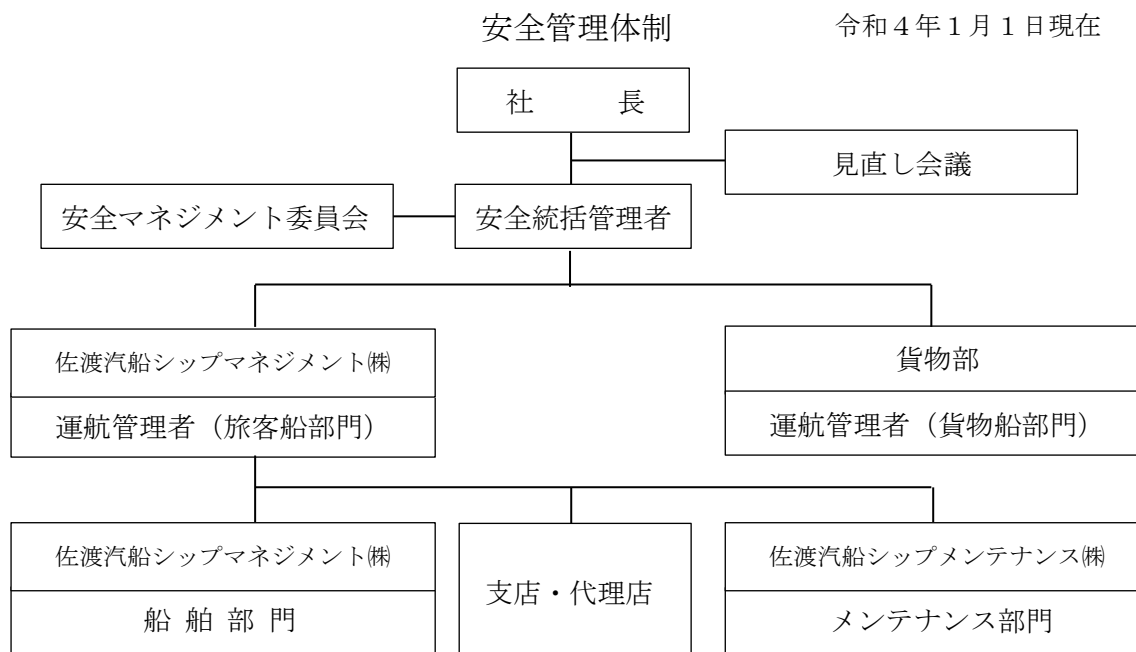 安全管理体制
令和４年１月１日現在
社　　　長
見直し会議
安全マネジメント委員会
安全統括管理者
佐渡汽船シップマネジメント㈱
貨物部
運航管理者（旅客船部門）
運航管理者（貨物船部門）
佐渡汽船シップマネジメント㈱
支店・代理店
佐渡汽船シップメンテナンス㈱
船 舶 部 門
メンテナンス部門